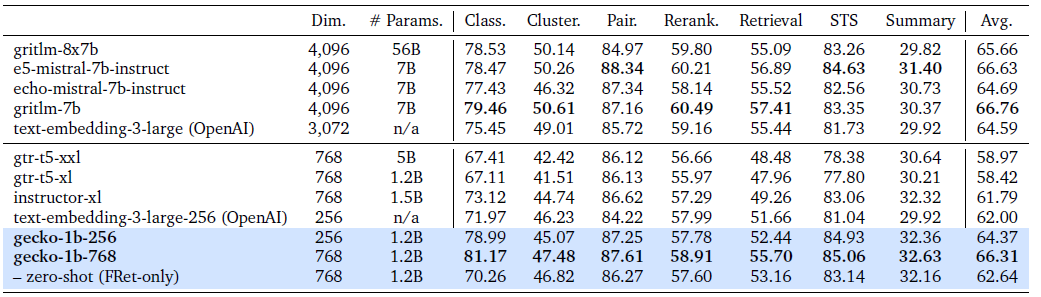 Dim. # Params. Class. Cluster. Pair. Rerank. Retrieval STS Summary Avg.
gritlm-8x7b 4,096 56B 78.53 50.14 84.97 59.80 55.09 83.26 29.82 65.66
e5-mistral-7b-instruct 4,096 7B 78.47 50.26 88.34 60.21 56.89 84.63 31.40 66.63
echo-mistral-7b-instruct 4,096 7B 77.43 46.32 87.34 58.14 55.52 82.56 30.73 64.69
gritlm-7b 4,096 7B 79.46 50.61 87.16 60.49 57.41 83.35 30.37 66.76
text-embedding-3-large (OpenAI) 3,072 n/a 75.45 49.01 85.72 59.16 55.44 81.73 29.92 64.59
gtr-t5-xxl 768 5B 67.41 42.42 86.12 56.66 48.48 78.38 30.64 58.97
gtr-t5-xl 768 1.2B 67.11 41.51 86.13 55.97 47.96 77.80 30.21 58.42
instructor-xl 768 1.5B 73.12 44.74 86.62 57.29 49.26 83.06 32.32 61.79
text-embedding-3-large-256 (OpenAI) 256 n/a 71.97 46.23 84.22 57.99 51.66 81.04 29.92 62.00
gecko-1b-256 256 1.2B 78.99 45.07 87.25 57.78 52.44 84.93 32.36 64.37
gecko-1b-768 768 1.2B 81.17 47.48 87.61 58.91 55.70 85.06 32.63 66.31
– zero-shot (FRet-only) 768 1.2B 70.26 46.82 86.27 57.60 53.16 83.14 32.16 62.64